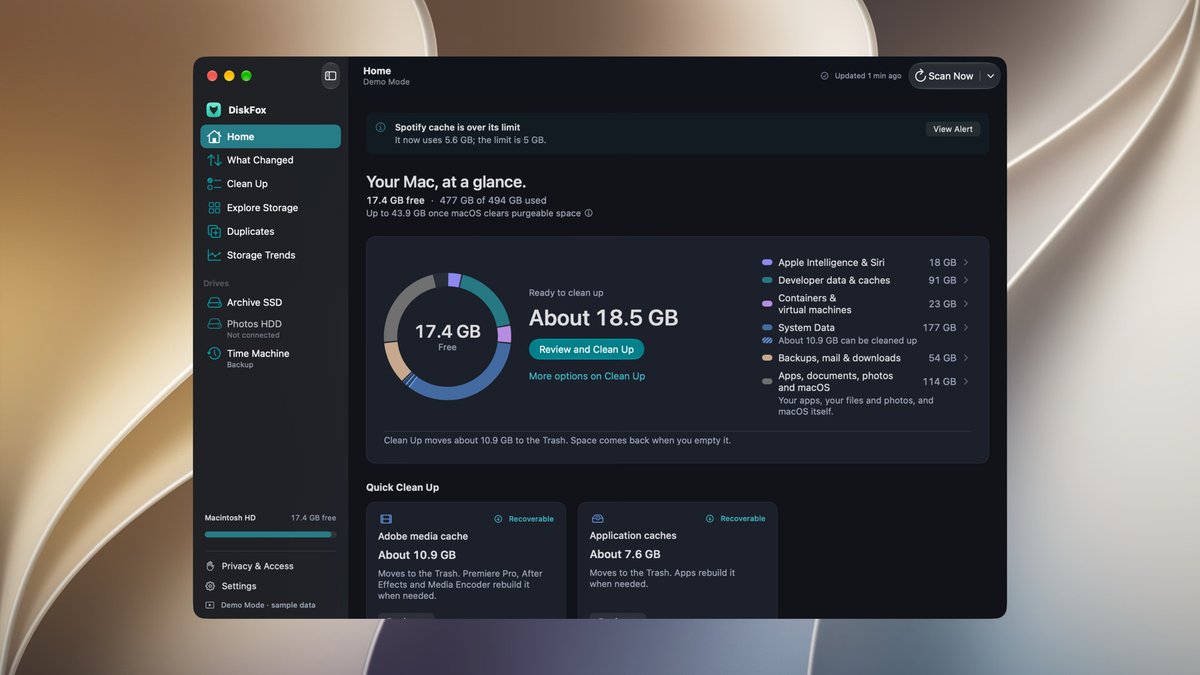 DiskFox
Home
What Changed
Clean Up
Explore Storage
Duplicates
Storage Trends
Drives
Archive SSD
Photos HDD
Not connected
Time Machine
Backup
Macintosh HD
17.4 GB free
Privacy & Access
Settings
Demo Mode · sample data
Home
Demo Mode
Updated 1 min ago
Scan Now
Spotify cache is over its limit
It now uses 5.6 GB; the limit is 5 GB.
View Alert
Your Mac, at a glance.
17.4 GB free · 477 GB of 494 GB used
Up to 43.9 GB once macOS clears purgeable space
17.4 GB
Free
Ready to clean up
About 18.5 GB
Review and Clean Up
More options on Clean Up
Apple Intelligence & Siri 18 GB
Developer data & caches 91 GB
Containers &
virtual machines 23 GB
System Data 177 GB
About 10.9 GB can be cleaned up
Backups, mail & downloads 54 GB
Apps, documents, photos
and macOS 114 GB
Your apps, your files and photos, and
macOS itself.
Clean Up moves about 10.9 GB to the Trash. Space comes back when you empty it.
Quick Clean Up
Recoverable
Adobe media cache
About 10.9 GB
Moves to the Trash. Premiere Pro, After
Effects and Media Encoder rebuild it
when needed.
Recoverable
Application caches
About 7.6 GB
Moves to the Trash. Apps rebuild it
when needed.